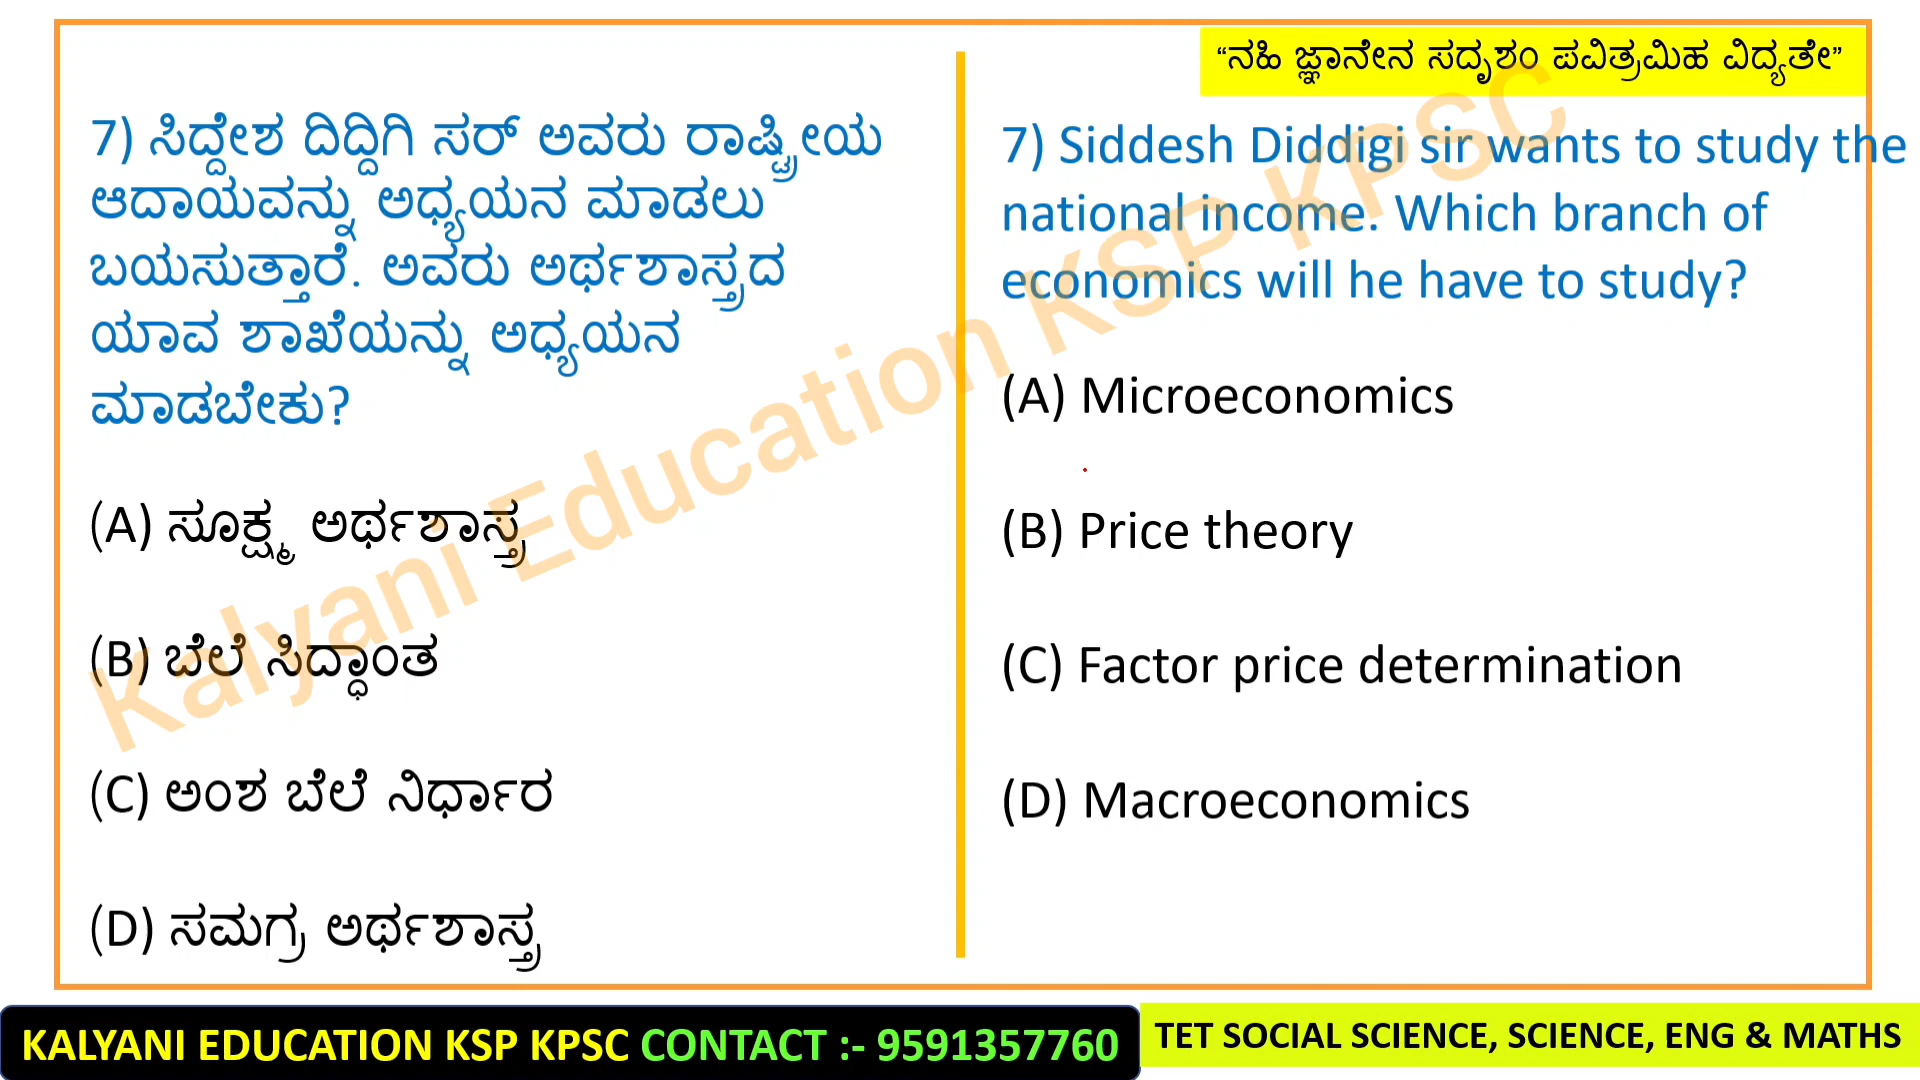 “ನಹಿ ಜ್ಞಾನೇನ ಸದೃಶಂ ಪವಿತ್ರಮಿಹ ವಿದ್ಯತೇ”
7) ಸಿದ್ದೇಶ ದಿದ್ದಿಗಿ ಸರ್ ಅವರು ರಾಷ್ಟ್ರೀಯ
ಆದಾಯವನ್ನು ಅಧ್ಯಯನ ಮಾಡಲು
ಬಯಸುತ್ತಾರೆ. ಅವರು ಅರ್ಥಶಾಸ್ತ್ರದ
ಯಾವ ಶಾಖೆಯನ್ನು ಅಧ್ಯಯನ
ಮಾಡಬೇಕು?
(A) ಸೂಕ್ಷ್ಮ ಅರ್ಥಶಾಸ್ತ್ರ
(B) ಬೆಲೆ ಸಿದ್ಧಾಂತ
(C) ಅಂಶ ಬೆಲೆ ನಿರ್ಧಾರ
(D) ಸಮಗ್ರ ಅರ್ಥಶಾಸ್ತ್ರ
7) Siddesh Diddigi sir wants to study the
national income. Which branch of
economics will he have to study?
(A) Microeconomics
(B) Price theory
(C) Factor price determination
(D) Macroeconomics
Kalyani Education KSP KPSC
KALYANI EDUCATION KSP KPSC CONTACT :- 9591357760
TET SOCIAL SCIENCE, SCIENCE, ENG & MATHS